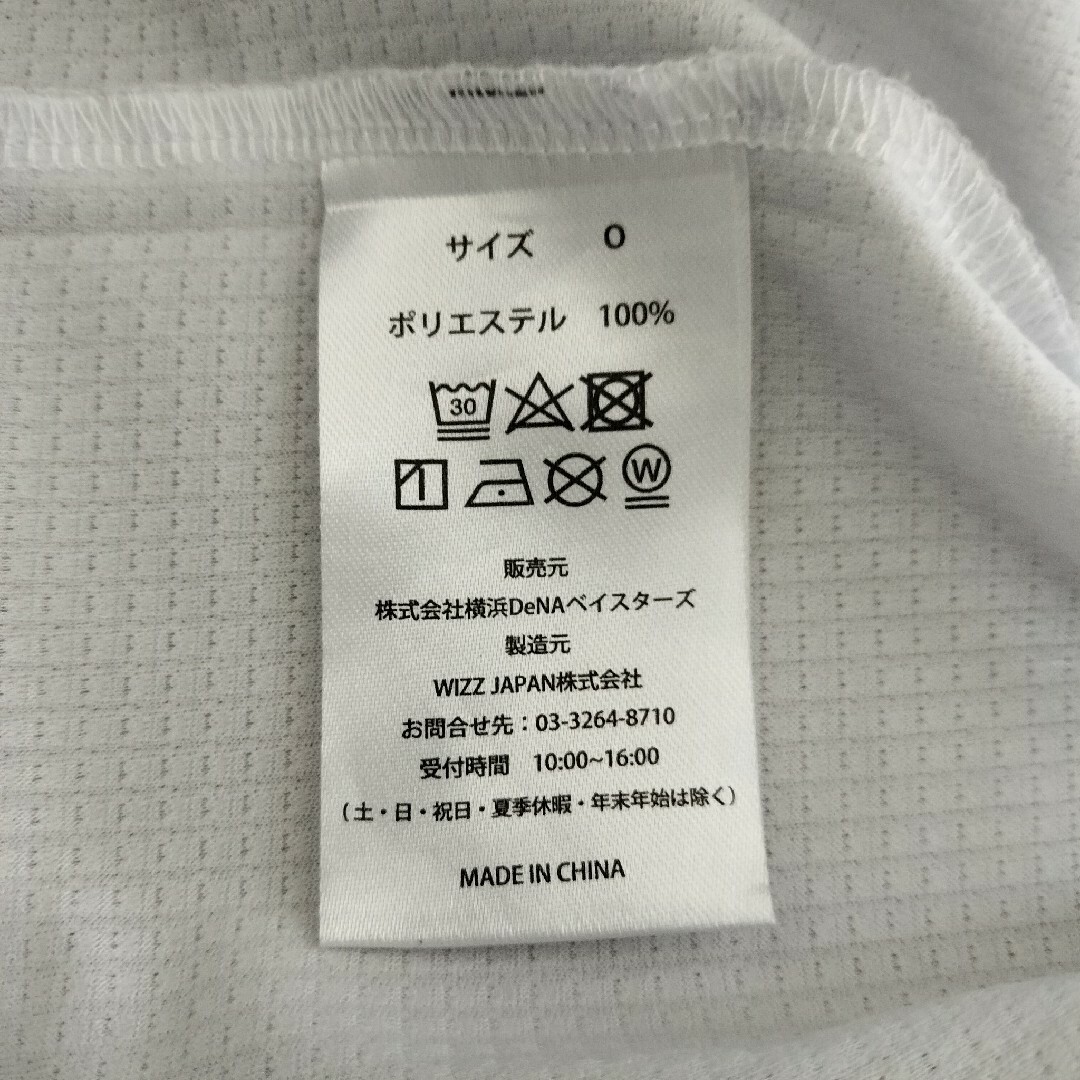 サイズ O
ポリエステル 100%
30
W
販売元
株式会社横浜DeNAベイスターズ
製造元
WIZZ JAPAN株式会社
お問合せ先：03-3264-8710
受付時間 10:00~16:00
（土・日・祝日・夏季休暇・年末年始は除く）
MADE IN CHINA